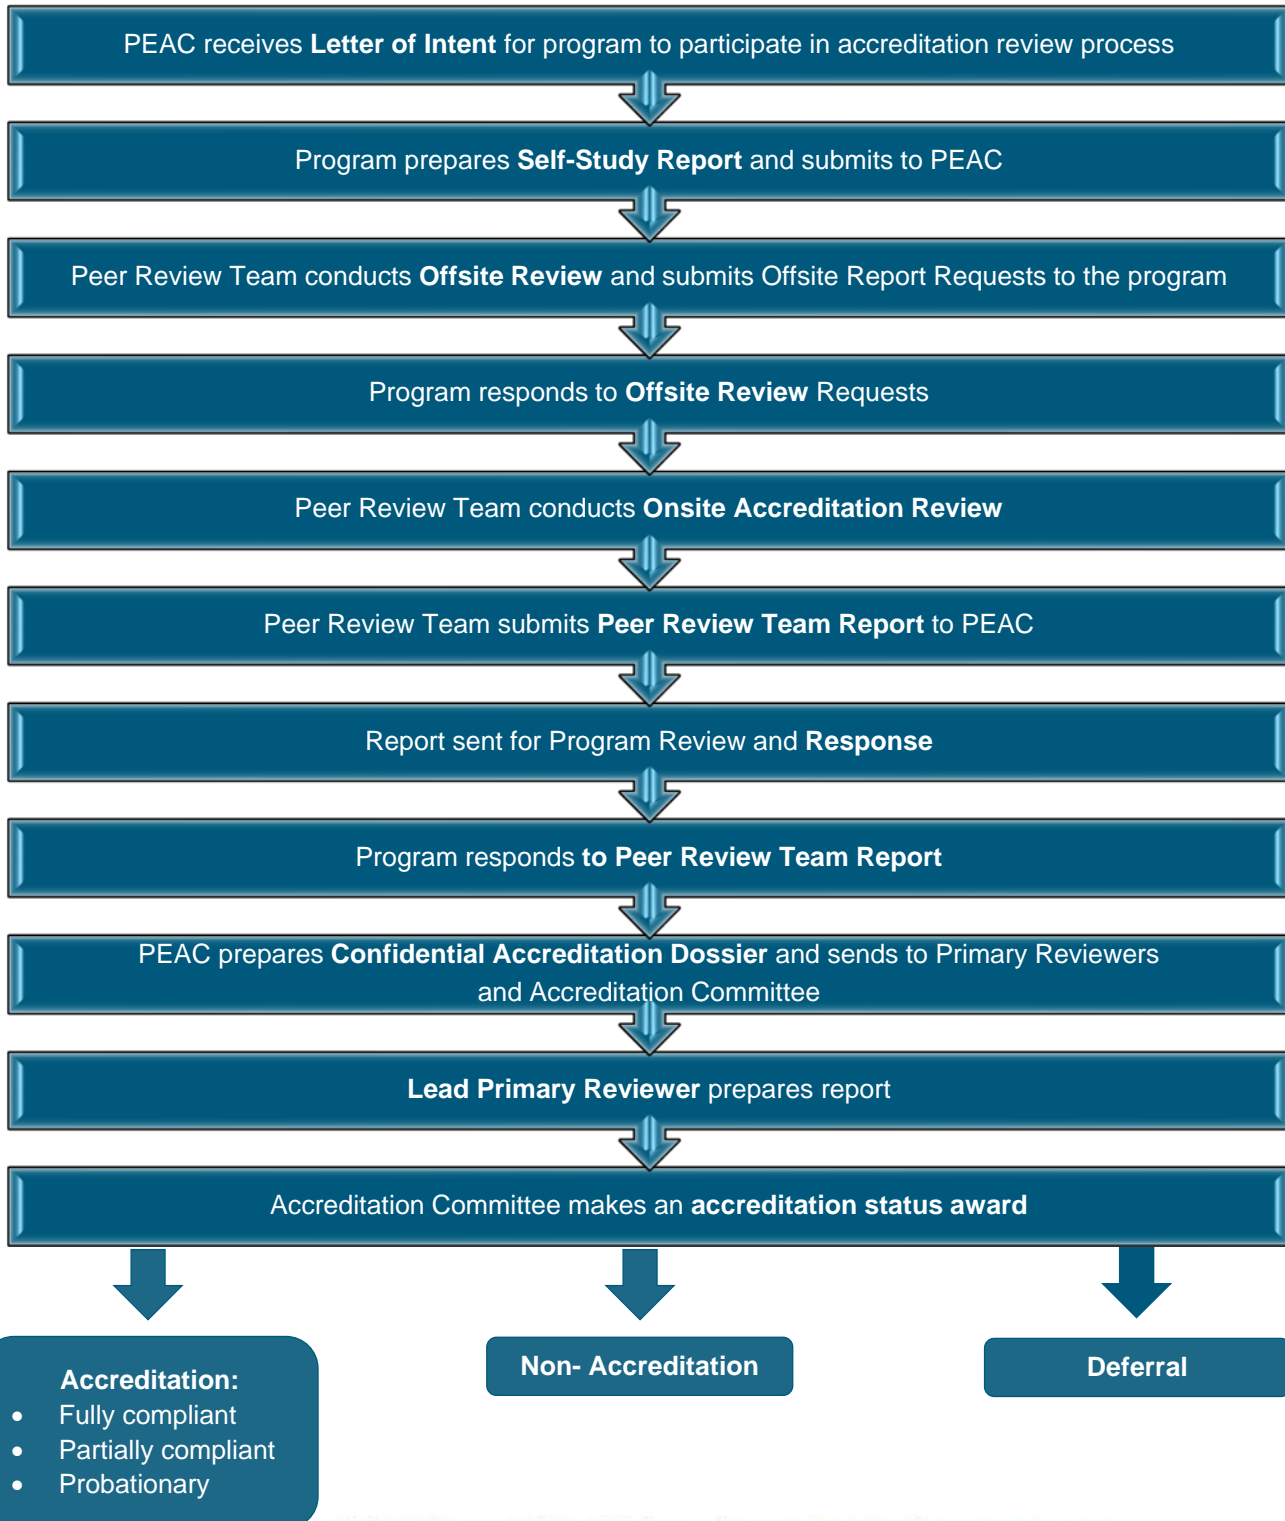 PEAC receives Letter of Intent for program to participate in accreditation review process
Program prepares Self-Study Report and submits to PEAC
Peer Review Team conducts Offsite Review and submits Offsite Report Requests to the program
Program responds to Offsite Review Requests
Peer Review Team conducts Onsite Accreditation Review
Peer Review Team submits Peer Review Team Report to PEAC
Report sent for Program Review and Response
Program responds to Peer Review Team Report
PEAC prepares Confidential Accreditation Dossier and sends to Primary Reviewers
and Accreditation Committee
Lead Primary Reviewer prepares report
Accreditation Committee makes an accreditation status award
Accreditation:
• Fully compliant
• Partially compliant
• Probationary
Non- Accreditation
Deferral